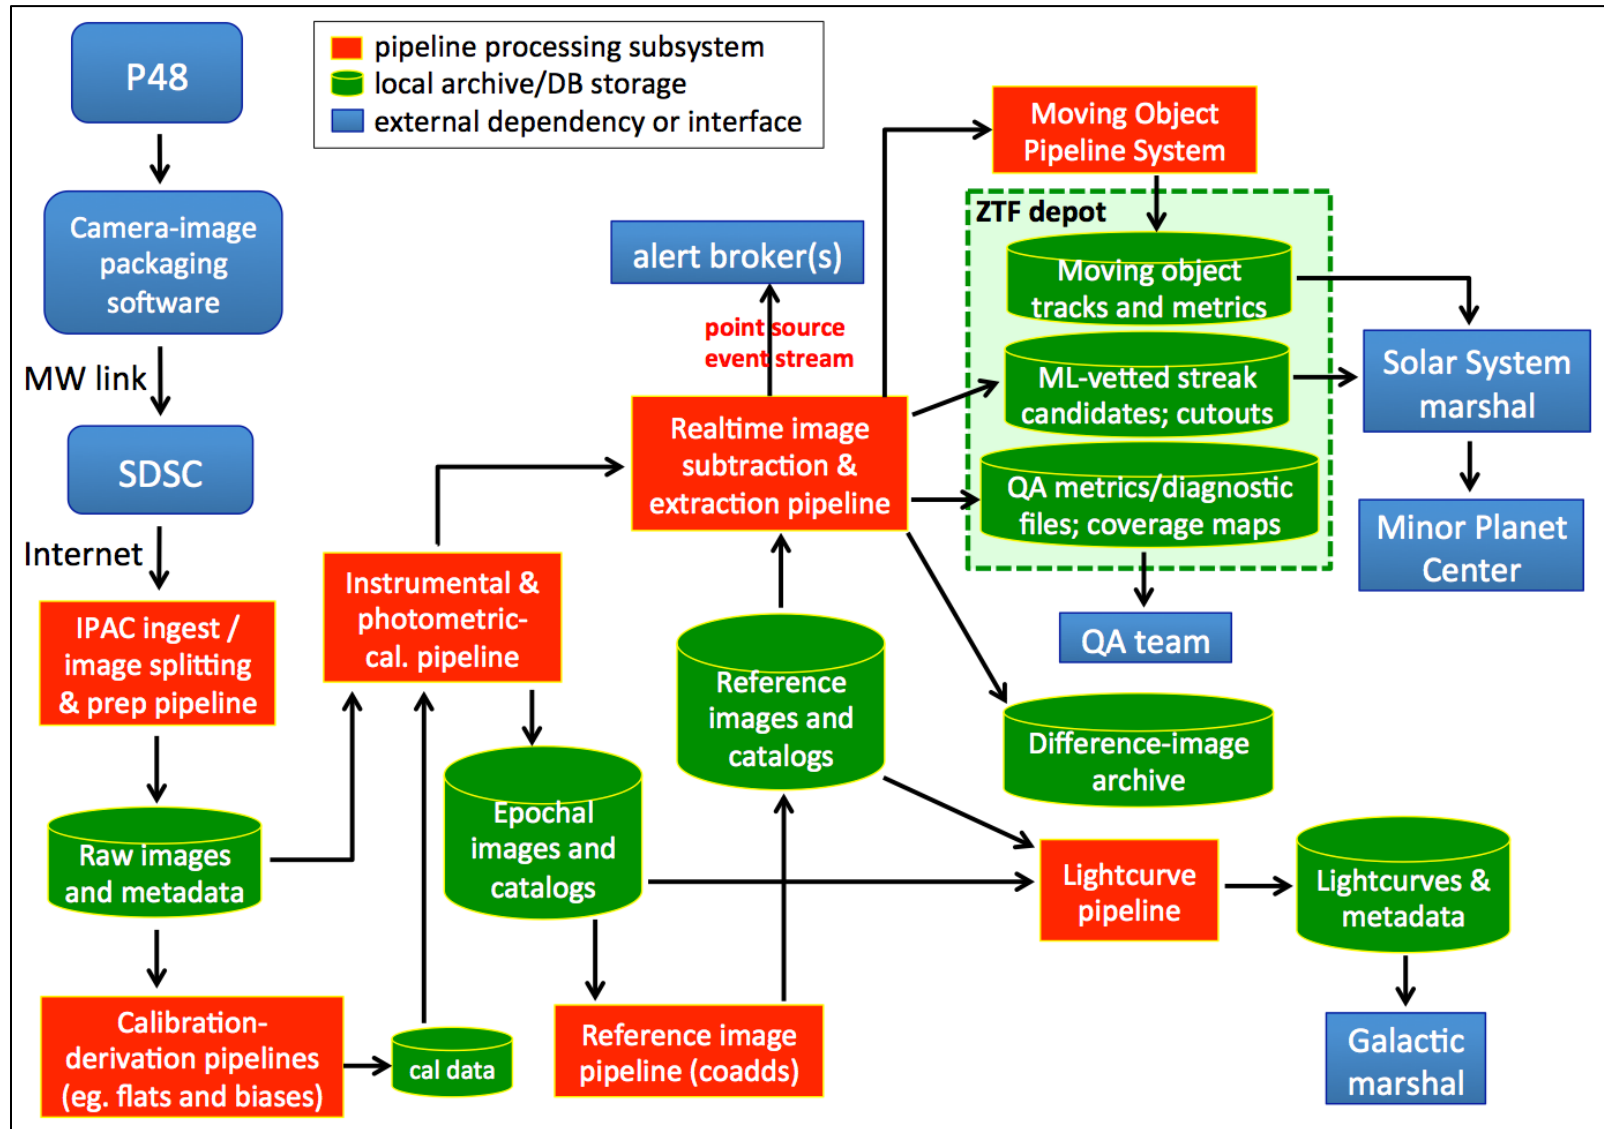 P48
pipeline processing subsystem
local archive/DB storage
external dependency or interface
Camera-image
packaging
software
MW link
SDSC
Internet
IPAC ingest /
image splitting
& prep pipeline
Raw images
and metadata
Calibration-
derivation pipelines
(eg. flats and biases)
cal data
Instrumental &
photometric-
cal. pipeline
Epochal
images and
catalogs
Reference image
pipeline (coadds)
Reference
images and
catalogs
alert broker(s)
point source
event stream
Realtime image
subtraction &
extraction pipeline
Moving Object
Pipeline System
ZTF depot
Moving object
tracks and metrics
ML-vetted streak
candidates; cutouts
QA metrics/diagnostic
files; coverage maps
QA team
Solar System
marshal
Minor Planet
Center
Difference-image
archive
Lightcurve
pipeline
Lightcurves &
metadata
Galactic
marshal